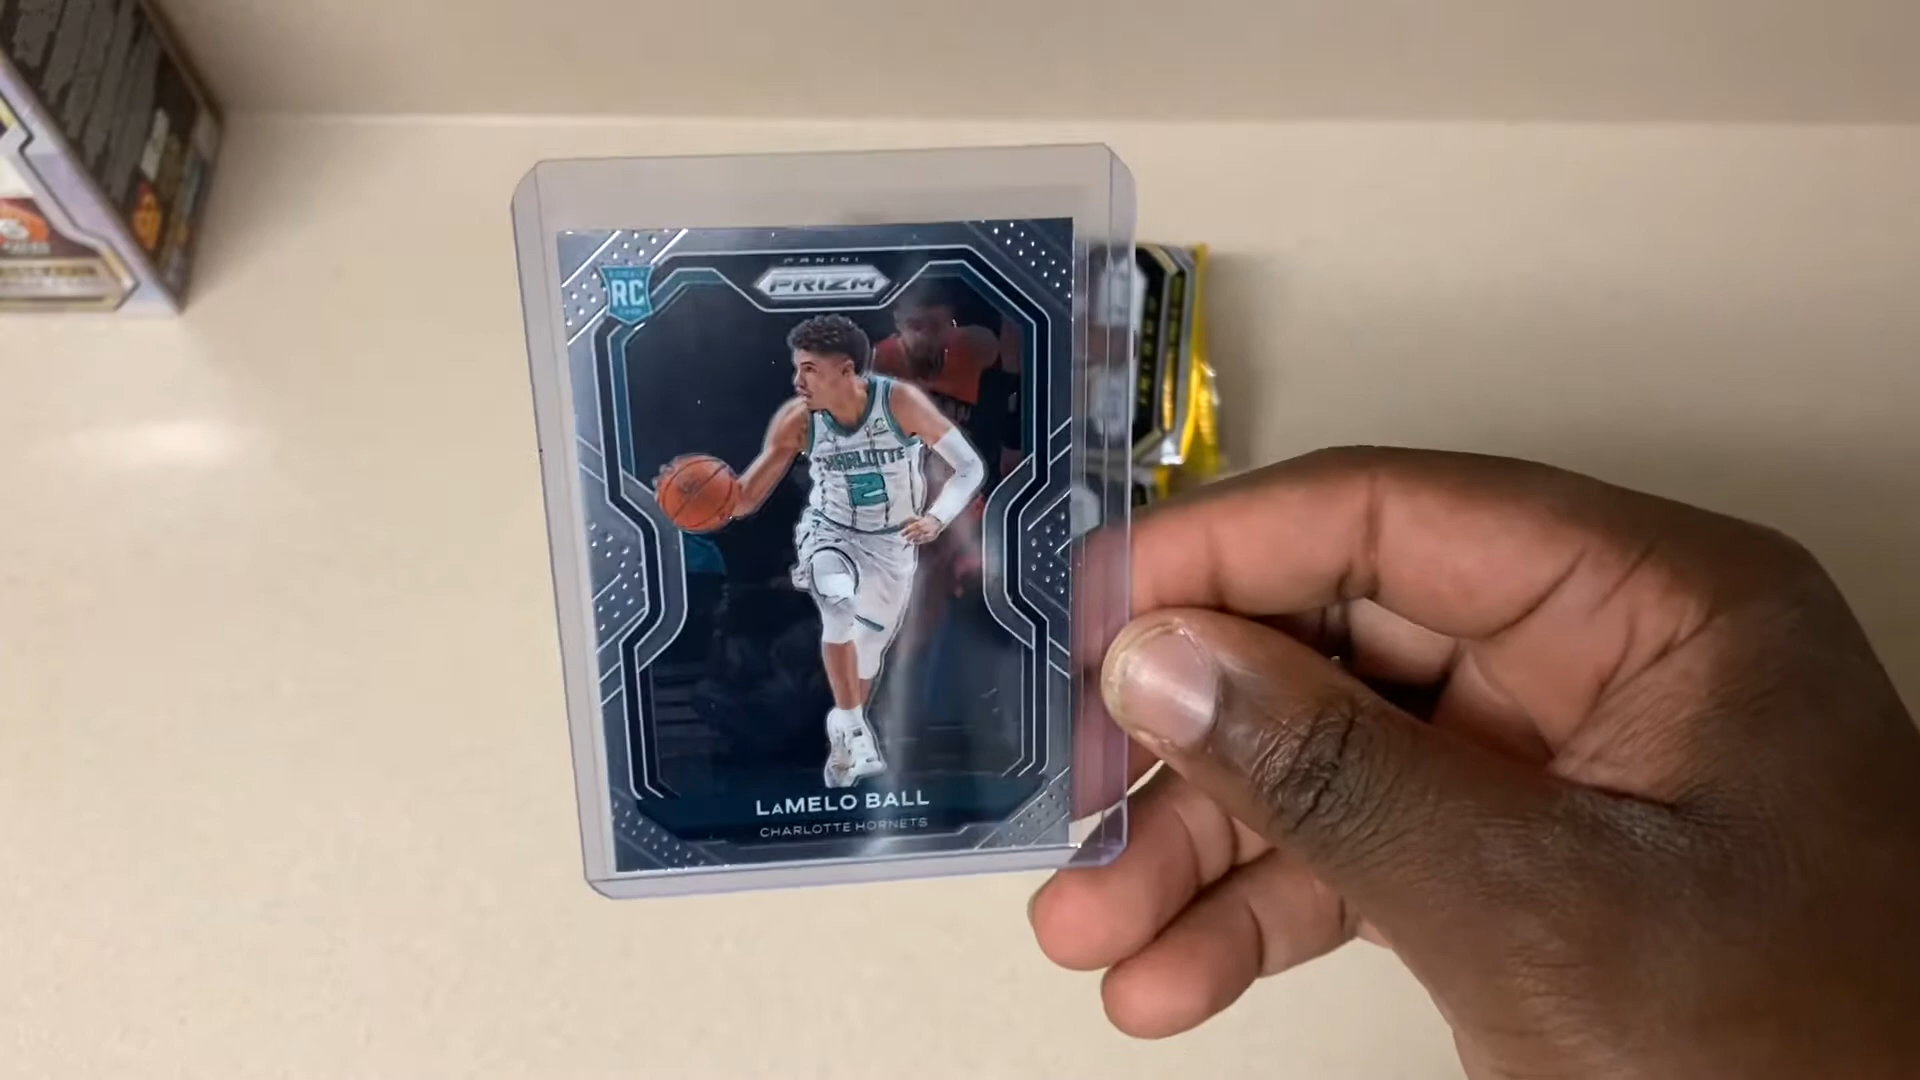 PANINI
PRIZM
RC
CHARLOTTE
2
LAMELO BALL
CHARLOTTE HORNETS